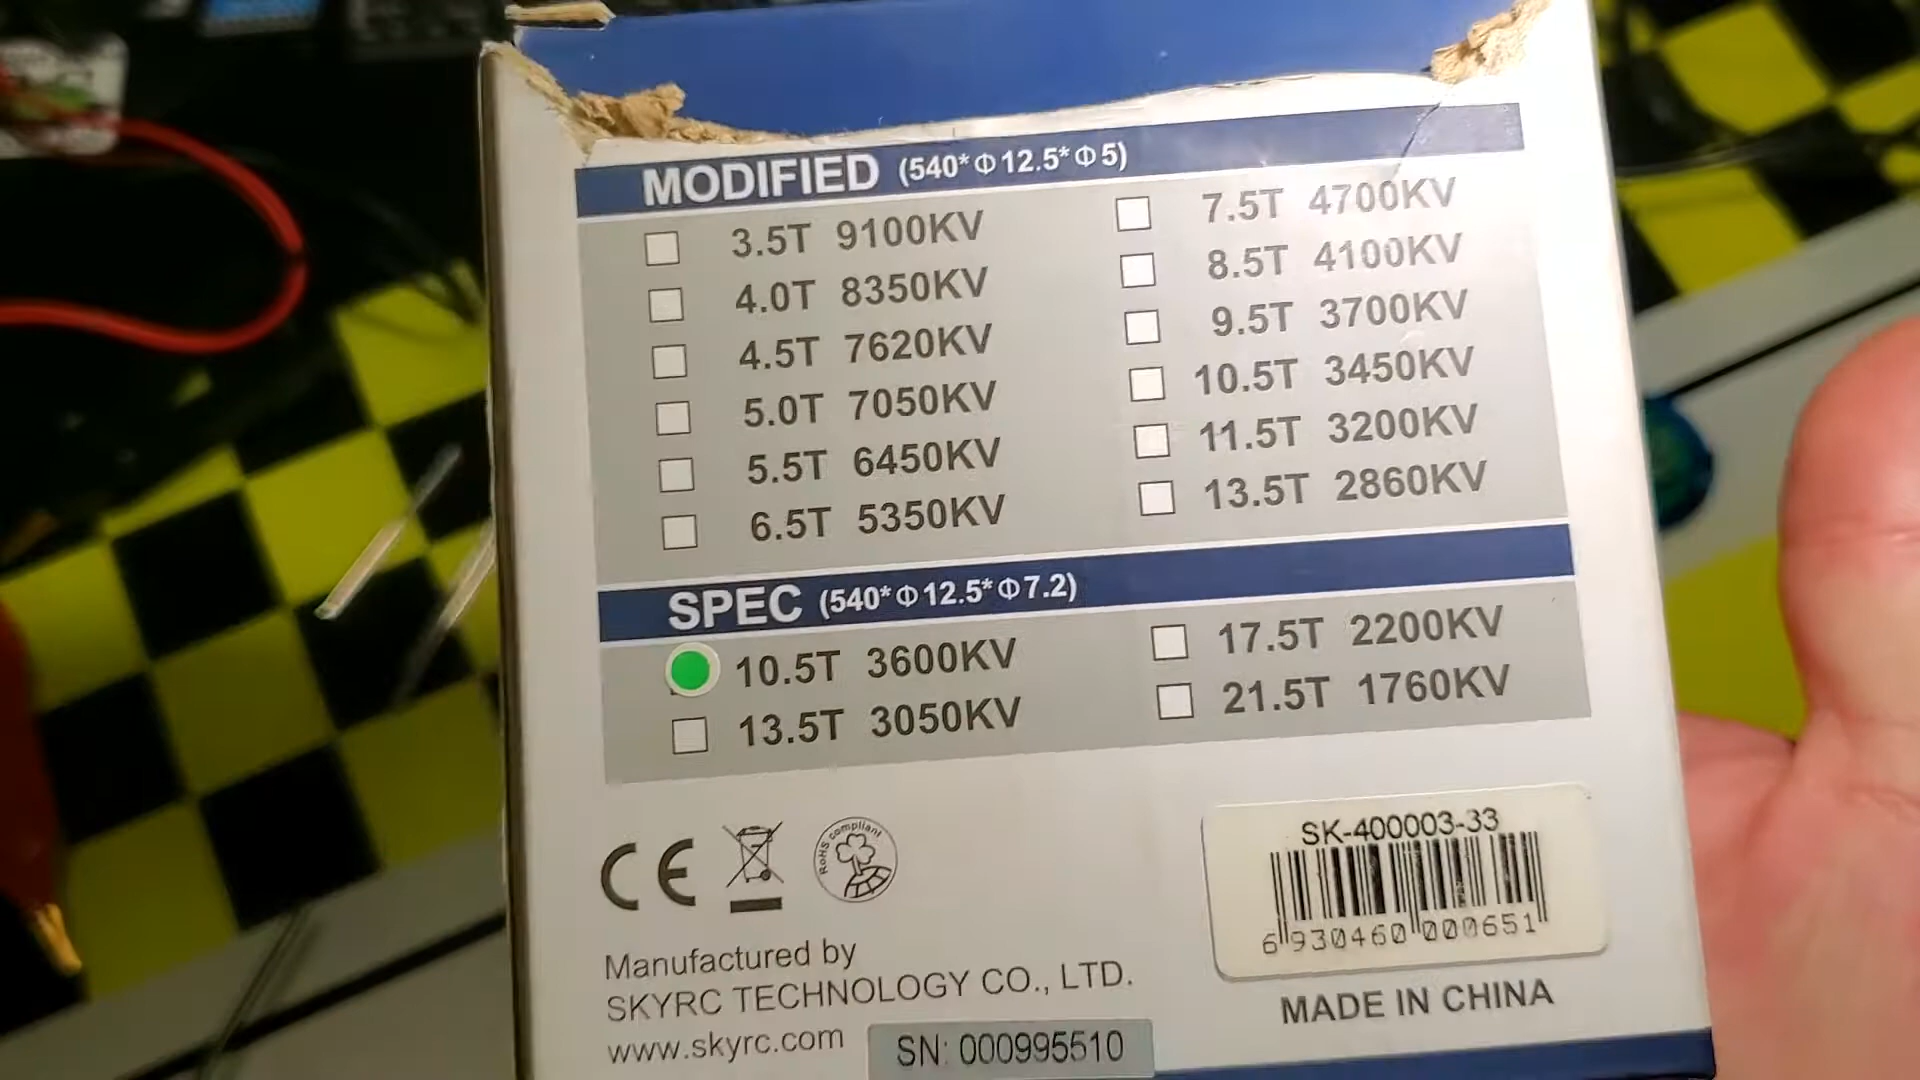 MODIFIED (540*Φ12.5*Φ5)
3.5T 9100KV
4.0T 8350KV
4.5T 7620KV
5.0T 7050KV
5.5T 6450KV
6.5T 5350KV
7.5T 4700KV
8.5T 4100KV
9.5T 3700KV
10.5T 3450KV
11.5T 3200KV
13.5T 2860KV
SPEC (540*Φ12.5*Φ7.2)
10.5T 3600KV
13.5T 3050KV
17.5T 2200KV
21.5T 1760KV
CE
RoHS compliant
Manufactured by
SKYRC TECHNOLOGY CO., LTD.
www.skyrc.com
SN: 000995510
SK-400003-33
6 930460 000651
MADE IN CHINA